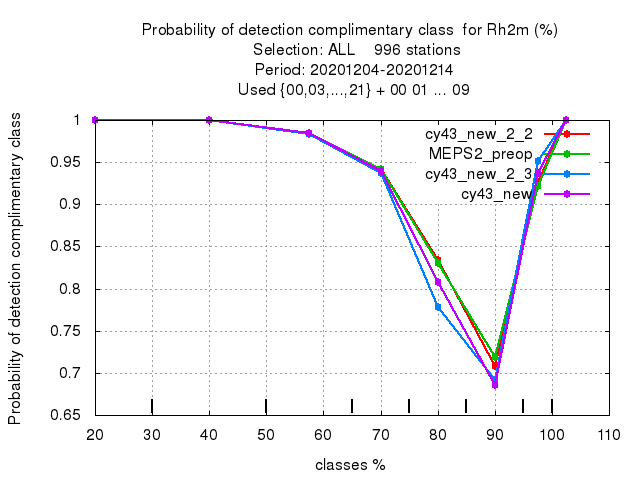 Probability of detection complimentary class for Rh2m (%)
Selection: ALL 996 stations
Period: 20201204-20201214
Used {00,03,...,21} + 00 01 ... 09
Probability of detection complimentary class
1
0.95
0.9
0.85
0.8
0.75
0.7
0.65
cy43_new_2_2
MEPS2_preop
cy43_new_2_3
cy43_new
20 30 40 50 60 70 80 90 100 110
classes %